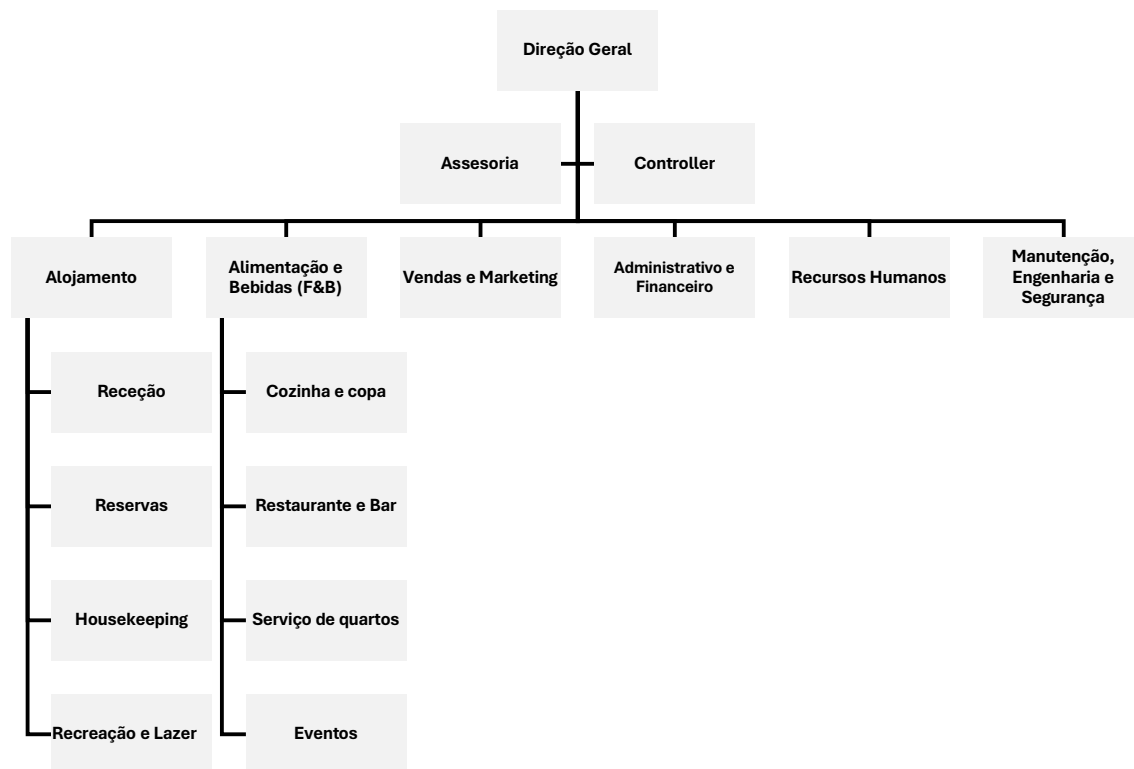 Direção Geral
Assesoria
Controller
Alojamento
Alimentação e
Bebidas (F&B)
Vendas e Marketing
Administrativo e
Financeiro
Recursos Humanos
Manutenção,
Engenharia e
Segurança
Receção
Cozinha e copa
Reservas
Restaurante e Bar
Housekeeping
Serviço de quartos
Recreação e Lazer
Eventos